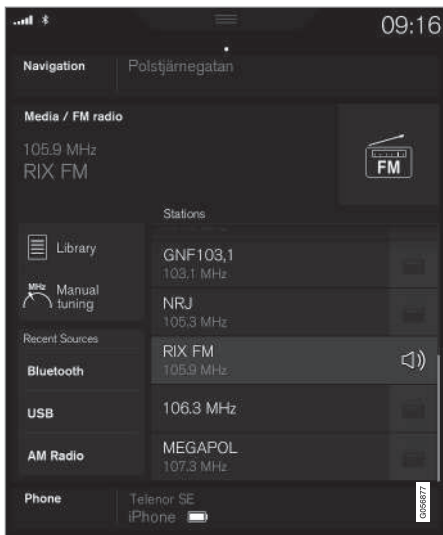 09:16
Navigation
Polstjärnegatan
Media / FM radio
105.9 MHz
RIX FM
FM
Stations
Library
MHz
Manual
tuning
Recent Sources
Bluetooth
USB
AM Radio
GNF103,1
103,1 MHz
NRJ
105.3 MHz
RIX FM
105.9 MHz
106.3 MHz
MEGAPOL
107.3 MHz
Phone
Telenor SE
iPhone
G056877